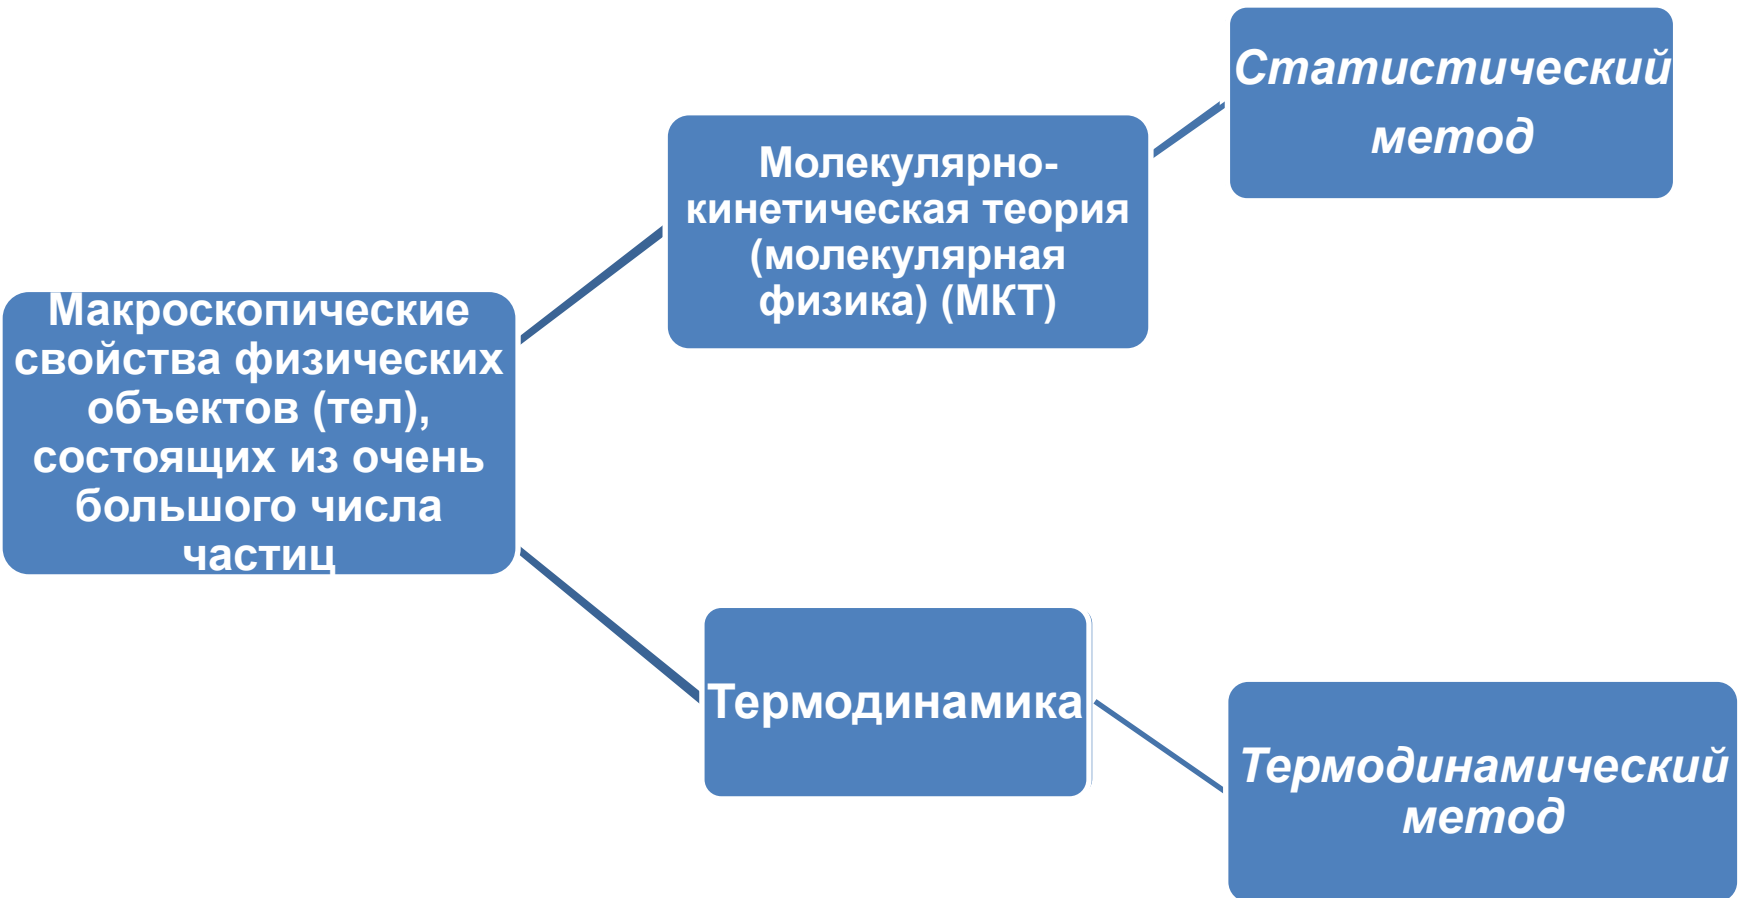 Статистический
метод
Молекулярно-
кинетическая теория
(молекулярная
физика) (МКТ)
Макроскопические
свойства физических
объектов (тел),
состоящих из очень
большого числа
частиц
Термодинамика
Термодинамический
метод